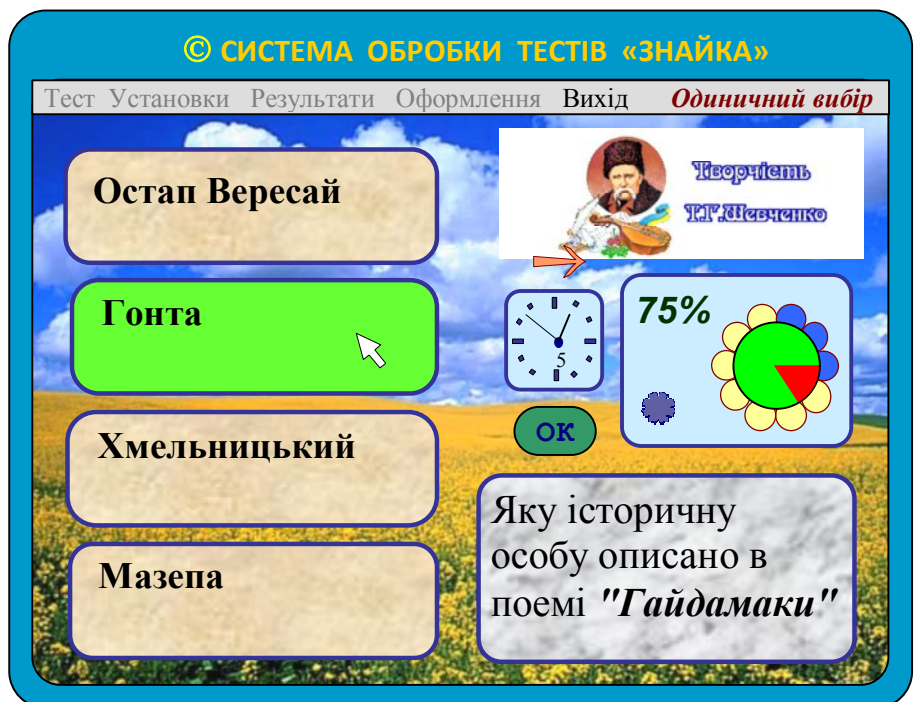 © СИСТЕМА ОБРОБКИ ТЕСТІВ «ЗНАЙКА»
Тест Установки Результати Оформлення Вихід Одиничний вибір
Остап Вересай
Гонта
Хмельницький
Мазепа
Творчість
Т.Г.Шевченко
5
75%
ОК
Яку історичну
особу описано в
поемі "Гайдамаки"